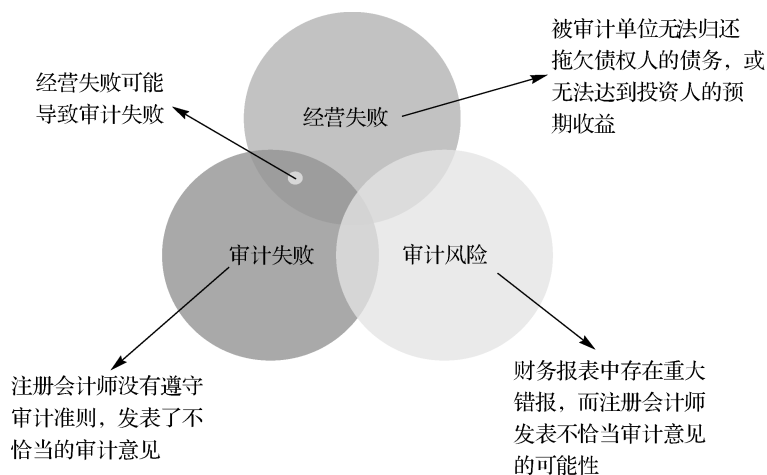 被审计单位无法归还
拖欠债权人的债务，或
无法达到投资人的预
期收益
经营失败可能
导致审计失败
经营失败
审计失败
审计风险
注册会计师没有遵守
审计准则，发表了不
恰当的审计意见
财务报表中存在重大
错报，而注册会计师
发表不恰当审计意见
的可能性